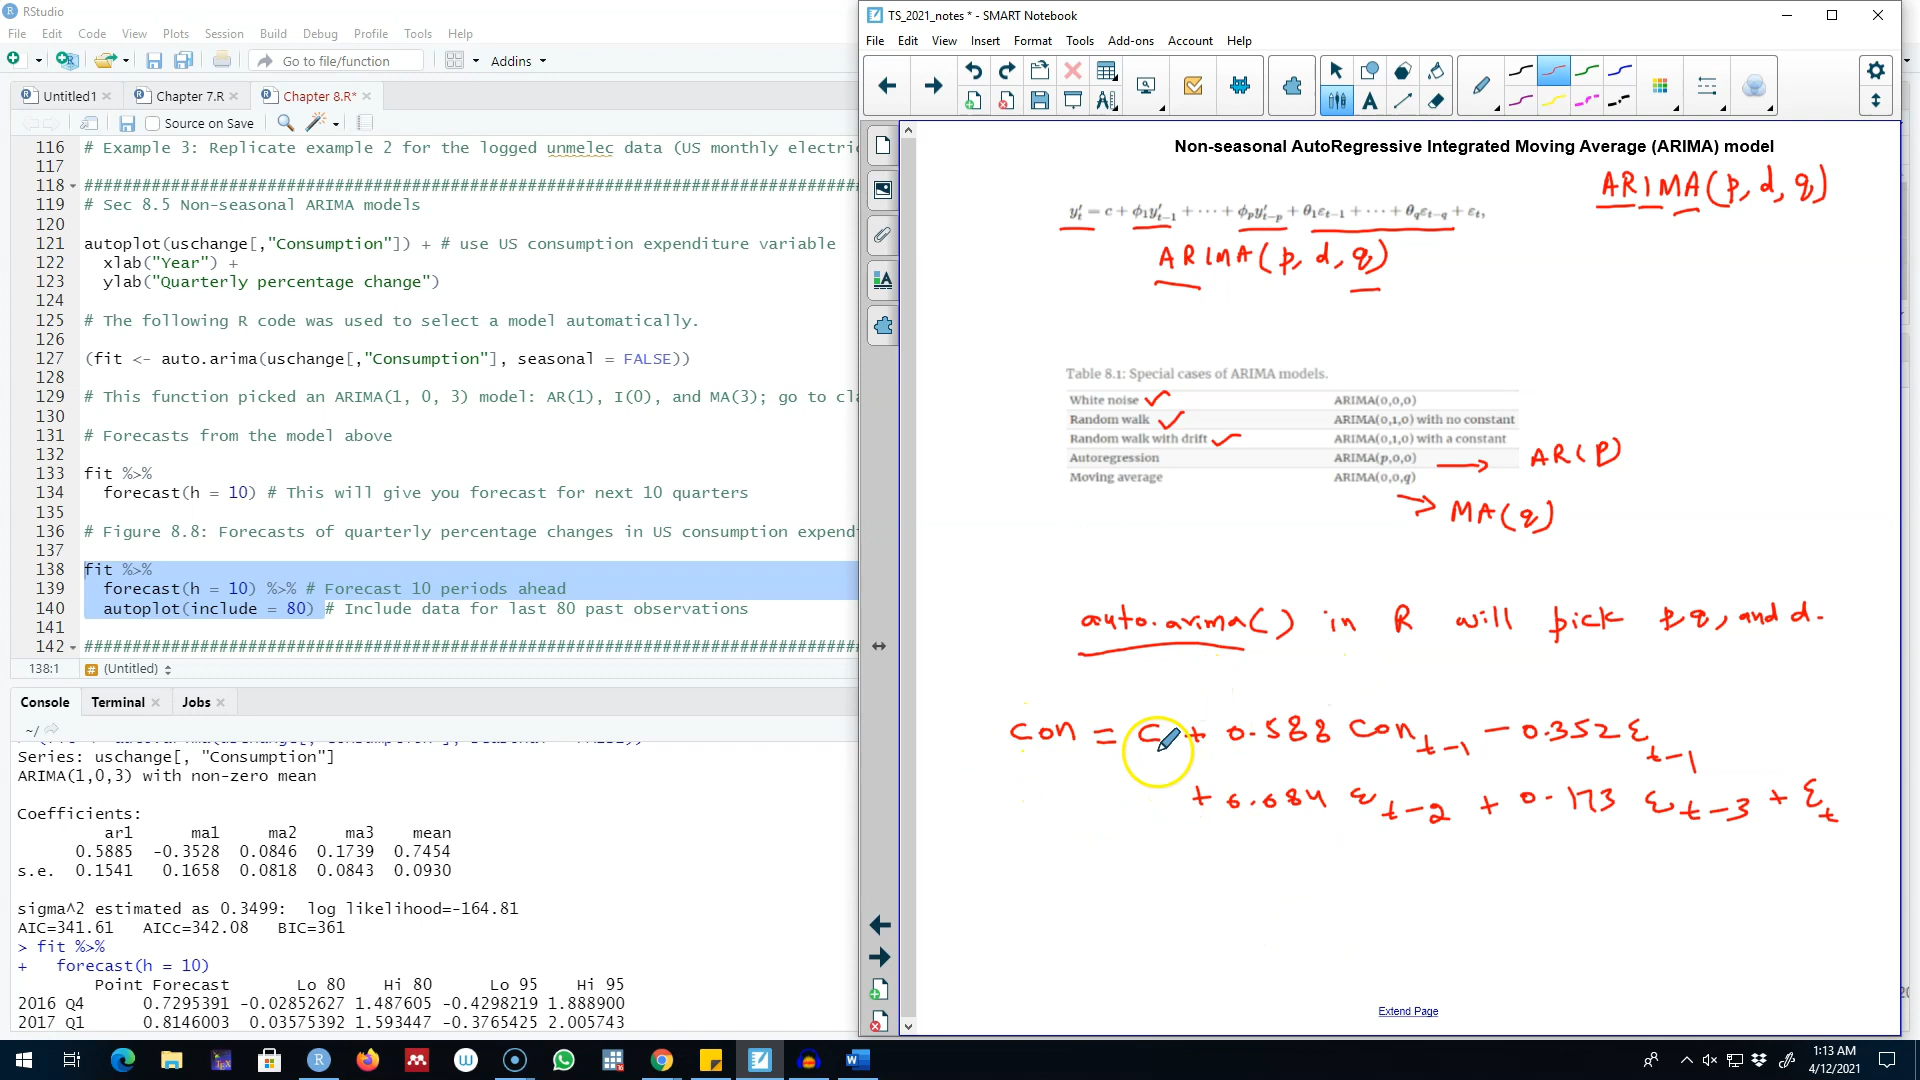 RStudio
File Edit Code View Plots Session Build Debug Profile Tools Help
Go to file/function Addins
Untitled1 Chapter 7.R Chapter 8.R*
Source on Save
116 # Example 3: Replicate example 2 for the logged unmelec data (US monthly electri
117
118 ################################################################################
119 # Sec 8.5 Non-seasonal ARIMA models
120
121 autoplot(uschange[,"Consumption"]) + # use US consumption expenditure variable
122 xlab("Year") +
123 ylab("Quarterly percentage change")
124
125 # The following R code was used to select a model automatically.
126
127 (fit <- auto.arima(uschange[,"Consumption"], seasonal = FALSE))
128
129 # This function picked an ARIMA(1, 0, 3) model: AR(1), I(0), and MA(3); go to cla
130
131 # Forecasts from the model above
132
133 fit %>%
134 forecast(h = 10) # This will give you forecast for next 10 quarters
135
136 # Figure 8.8: Forecasts of quarterly percentage changes in US consumption expendi
137
138 fit %>%
139 forecast(h = 10) %>% # Forecast 10 periods ahead
140 autoplot(include = 80) # Include data for last 80 past observations
141
142 ################################################################################
138:1 # (Untitled)
Console Terminal Jobs
~/
Series: uschange[, "Consumption"]
ARIMA(1,0,3) with non-zero mean
Coefficients:
ar1 ma1 ma2 ma3 mean
0.5885 -0.3528 0.0846 0.1739 0.7454
s.e. 0.1541 0.1658 0.0818 0.0843 0.0930
sigma^2 estimated as 0.3499: log likelihood=-164.81
AIC=341.61 AICc=342.08 BIC=361
> fit %>%
+ forecast(h = 10)
Point Forecast Lo 80 Hi 80 Lo 95 Hi 95
2016 Q4 0.7295391 -0.02852627 1.487605 -0.4298219 1.888900
2017 Q1 0.8146003 0.03575392 1.593447 -0.3765425 2.005743
TS_2021_notes * - SMART Notebook
File Edit View Insert Format Tools Add-ons Account Help
Non-seasonal AutoRegressive Integrated Moving Average (ARIMA) model
ARIMA(p, d, q)
y′t = c + ϕ1y′t−1 + ⋯ + ϕpy′t−p + θ1εt−1 + ⋯ + θqεt−q + εt,
ARIMA(p, d, q)
Table 8.1: Special cases of ARIMA models.
White noise ✓ ARIMA(0,0,0)
Random walk ✓ ARIMA(0,1,0) with no constant
Random walk with drift ✓ ARIMA(0,1,0) with a constant
Autoregression ARIMA(p,0,0) → AR(p)
Moving average ARIMA(0,0,q)
→ MA(q)
auto.arima() in R will pick p,q, and d.
con = c + 0.588 con t-1 - 0.352 ε t-1
+ 0.084 ε t-2 + 0.173 ε t-3 + ε t
Extend Page
1:13 AM
4/12/2021